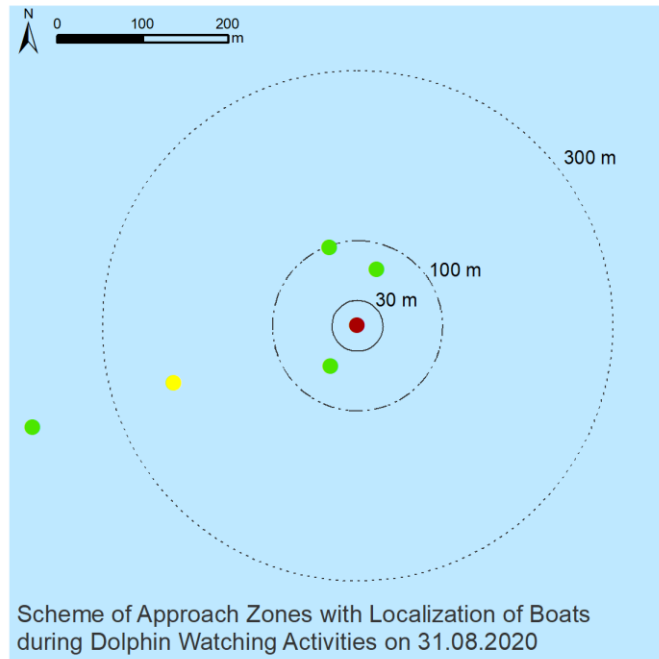 N
0 100 200
m
300 m
100 m
30 m
Scheme of Approach Zones with Localization of Boats
during Dolphin Watching Activities on 31.08.2020